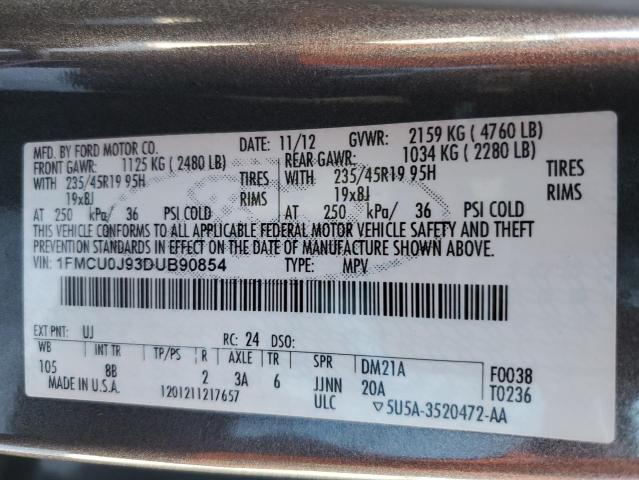 MFD. BY FORD MOTOR CO. DATE: 11/12 GVWR: 2159 KG ( 4760 LB)
FRONT GAWR: 1125 KG ( 2480 LB) REAR GAWR: 1034 KG ( 2280 LB)
WITH 235/45R19 95H TIRES WITH 235/45R19 95H TIRES
19x8J RIMS 19x8J RIMS
AT 250 kPa/ 36 PSI COLD AT 250 kPa/ 36 PSI COLD
THIS VEHICLE CONFORMS TO ALL APPLICABLE FEDERAL MOTOR VEHICLE SAFETY AND THEFT
PREVENTION STANDARDS IN EFFECT ON THE DATE OF MANUFACTURE SHOWN ABOVE.
VIN: 1FMCU0J93DUB90854 TYPE: MPV
EXT PNT: UJ RC: 24 DSO:
WB INT TR TP/PS R AXLE TR SPR DM21A F0038
105 8B 2 3A 6 JJNN 20A T0236
MADE IN U.S.A. 1201211217657 ULC ▽5U5A-3520472-AA